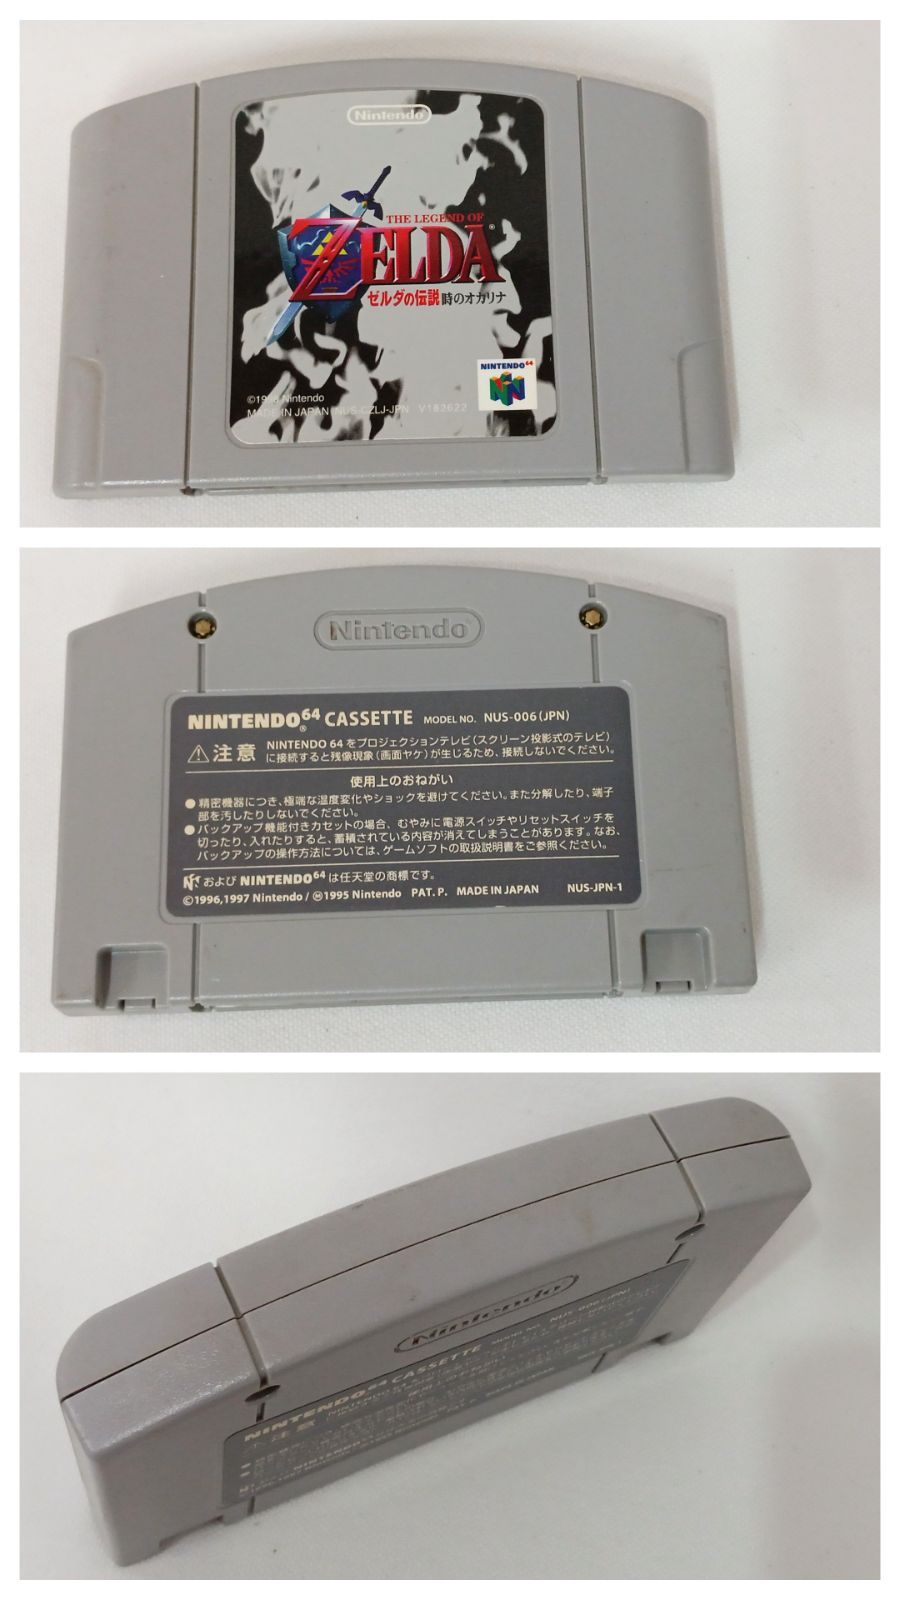 Nintendo
THE LEGEND OF
ZELDA
ゼルダの伝説 時のオカリナ
NINTENDO64
©1998 Nintendo
MADE IN JAPAN NUS-CZLJ-JPN V182622
Nintendo
NINTENDO64® CASSETTE MODEL NO. NUS-006(JPN)
⚠注意 NINTENDO 64をプロジェクションテレビ(スクリーン投影式のテレビ)
に接続すると残像現象(画面ヤケ)が生じるため、接続しないでください。
使用上のおねがい
●精密機器につき、極端な温度変化やショックを避けてください。また分解したり、端子
部を汚したりしないでください。
●バックアップ機能付きカセットの場合、むやみに電源スイッチやリセットスイッチを
切ったり、入れたりすると、蓄積されている内容が消えてしまうことがあります。なお、
バックアップの操作方法については、ゲームソフトの取扱説明書をご参照ください。
および NINTENDO64は任天堂の商標です。
©1996,1997 Nintendo / Ⓜ1995 Nintendo PAT. P. MADE IN JAPAN NUS-JPN-1
Nintendo
NINTENDO64 CASSETTE MODEL NO. NUS-006(JPN)
注意